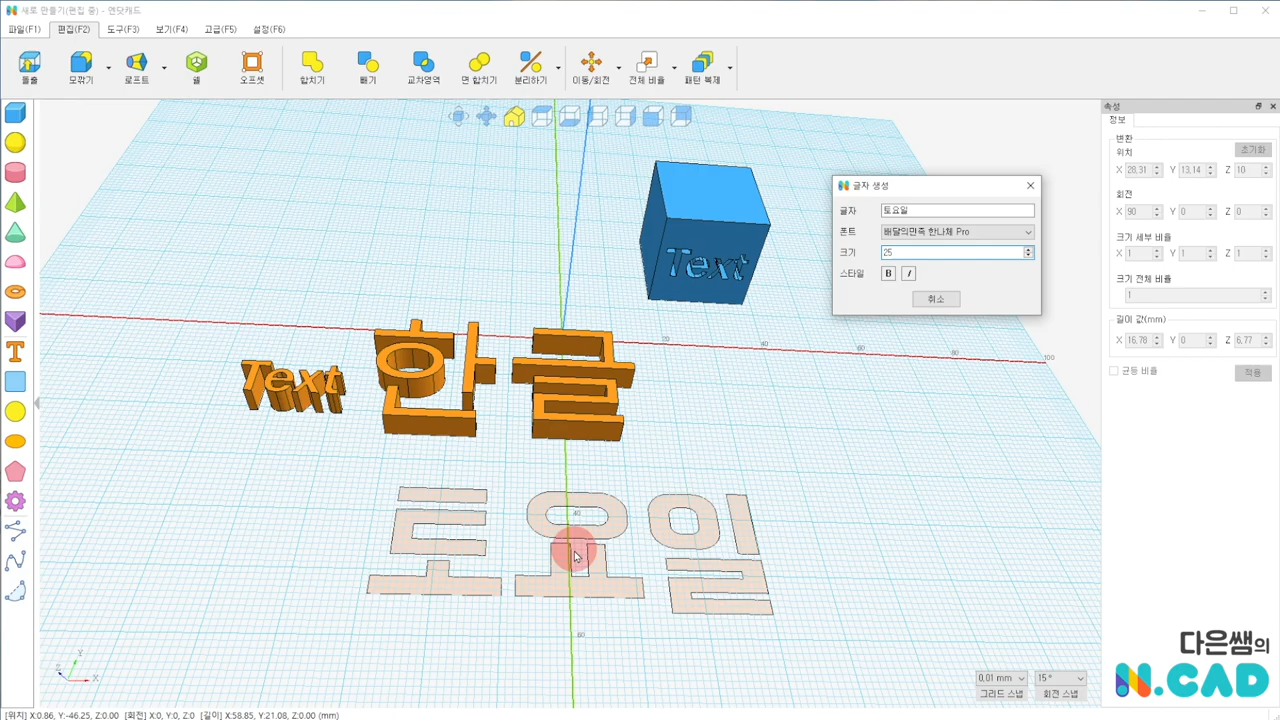 새로 만들기(편집 중) - 엔닷캐드
파일(F1) 편집(F2) 도구(F3) 보기(F4) 고급(F5) 설정(F6)
돌출 모깎기 로프트 쉘 오프셋 합치기 빼기 교차영역 면 합치기 분리하기 이동/회전 전체 비율 패턴 복제
속성
정보
변환
위치 초기화
X 28,31 Y 13,14 Z 10
회전
X 90 Y 0 Z 0
크기 세부 비율
X 1 Y 1 Z 1
크기 전체 비율
1
길이 값(mm)
X 16,78 Y 0 Z 6,77
균등 비율 적용
글자 생성
글자 토요일
폰트 배달의민족 한나체 Pro
크기 25
스타일 B I
취소
Text
20 40 60 80 100
Text 한글
토요일
40
60
T
Z Y X
0,01 mm 15°
그리드 스냅 회전 스냅
다은쌤의
N.CAD
[위치] X:0.86, Y:-46.25, Z:0.00 [회전] X:0, Y:0, Z:0 [길이] X:58.85, Y:21.08, Z:0.00 (mm)